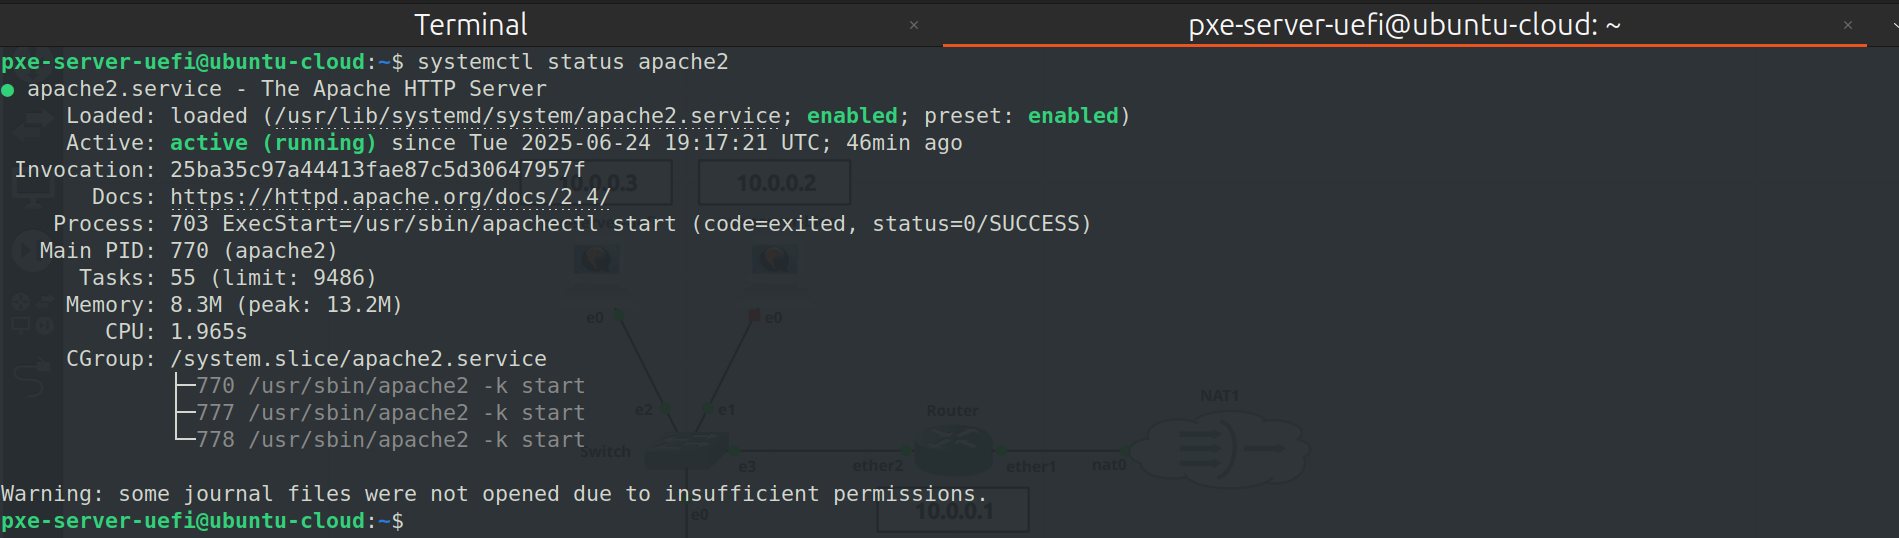 Terminal × pxe-server-uefi@ubuntu-cloud: ~ ×
pxe-server-uefi@ubuntu-cloud:~$ systemctl status apache2
● apache2.service - The Apache HTTP Server
     Loaded: loaded (/usr/lib/systemd/system/apache2.service; enabled; preset: enabled)
     Active: active (running) since Tue 2025-06-24 19:17:21 UTC; 46min ago
 Invocation: 25ba35c97a44413fae87c5d30647957f
       Docs: https://httpd.apache.org/docs/2.4/
    Process: 703 ExecStart=/usr/sbin/apachectl start (code=exited, status=0/SUCCESS)
   Main PID: 770 (apache2)
      Tasks: 55 (limit: 9486)
     Memory: 8.3M (peak: 13.2M)
        CPU: 1.965s
     CGroup: /system.slice/apache2.service
             ├─770 /usr/sbin/apache2 -k start
             ├─777 /usr/sbin/apache2 -k start
             └─778 /usr/sbin/apache2 -k start
Warning: some journal files were not opened due to insufficient permissions.
pxe-server-uefi@ubuntu-cloud:~$
10.0.0.3 10.0.0.2
e0 e0
e2 e1
Switch e3
Router
ether2 ether1
NAT1
nat0
e0
10.0.0.1